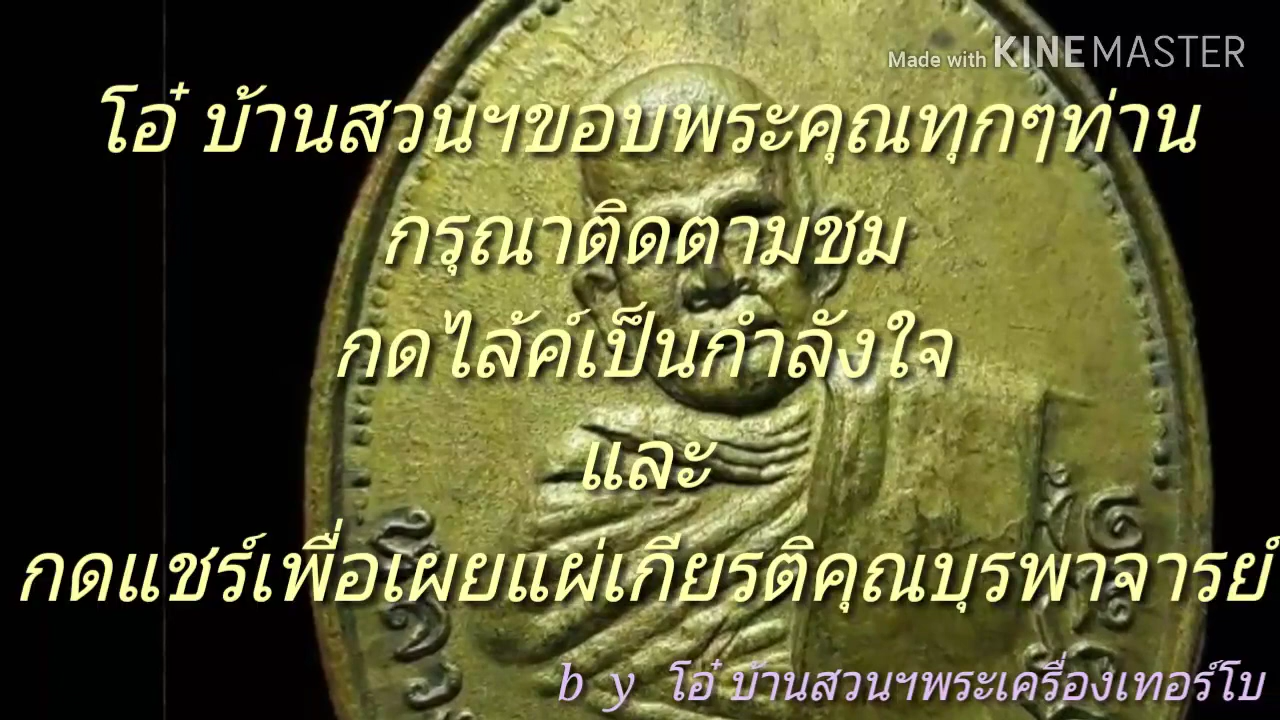 Made with KINEMASTER
โอ๋ บ้านสวนฯขอบพระคุณทุกๆท่าน
กรุณาติดตามชม
กดไล้ค์เป็นกำลังใจ
และ
กดแชร์เพื่อเผยแผ่เกียรติคุณบุรพาจารย์
b y โอ๋ บ้านสวนฯพระเครื่องเทอร์โบ